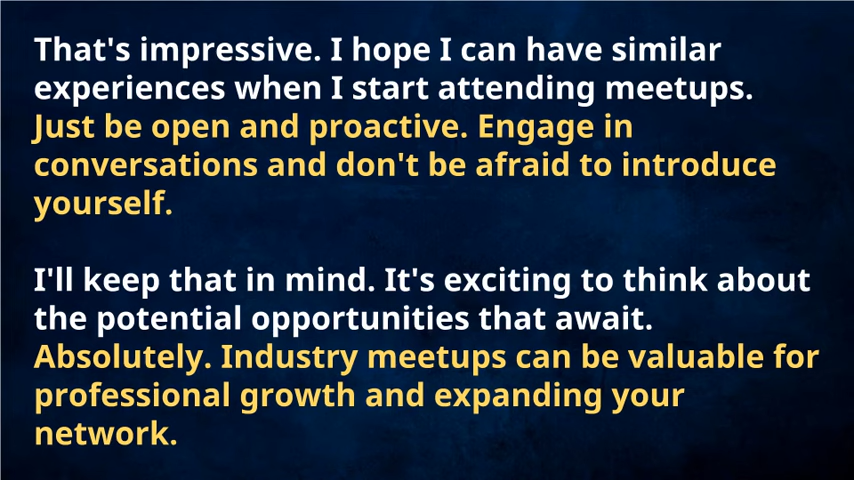 That's impressive. I hope I can have similar
experiences when I start attending meetups.
Just be open and proactive. Engage in
conversations and don't be afraid to introduce
yourself.
I'll keep that in mind. It's exciting to think about
the potential opportunities that await.
Absolutely. Industry meetups can be valuable for
professional growth and expanding your
network.